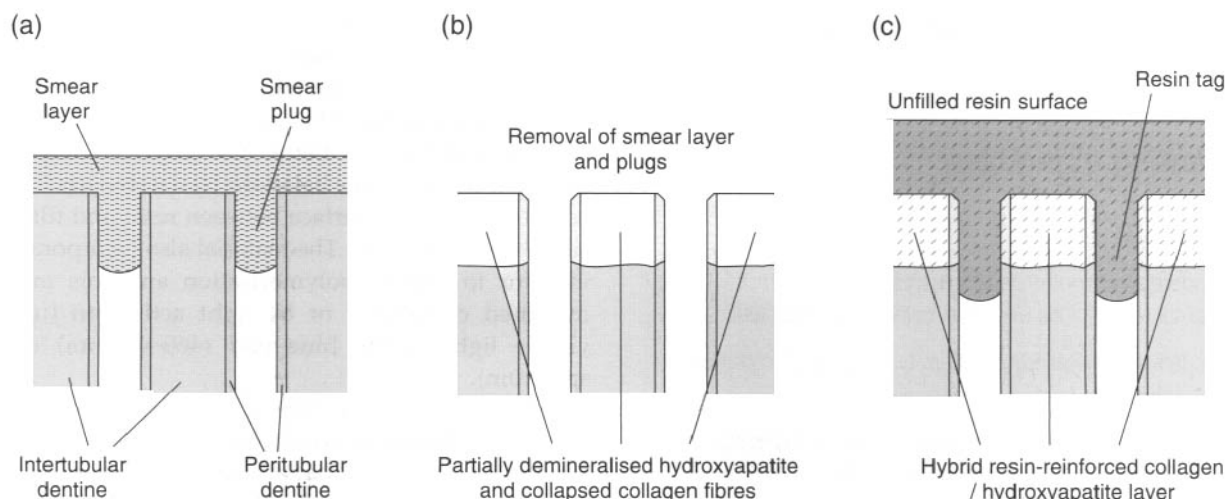 (a)
Smear
layer
Smear
plug
Intertubular
dentine
Peritubular
dentine
(b)
Removal of smear layer
and plugs
Partially demineralised hydroxyapatite
and collapsed collagen fibres
(c)
Resin tag
Unfilled resin surface
Hybrid resin-reinforced collagen
/ hydroxyapatite layer